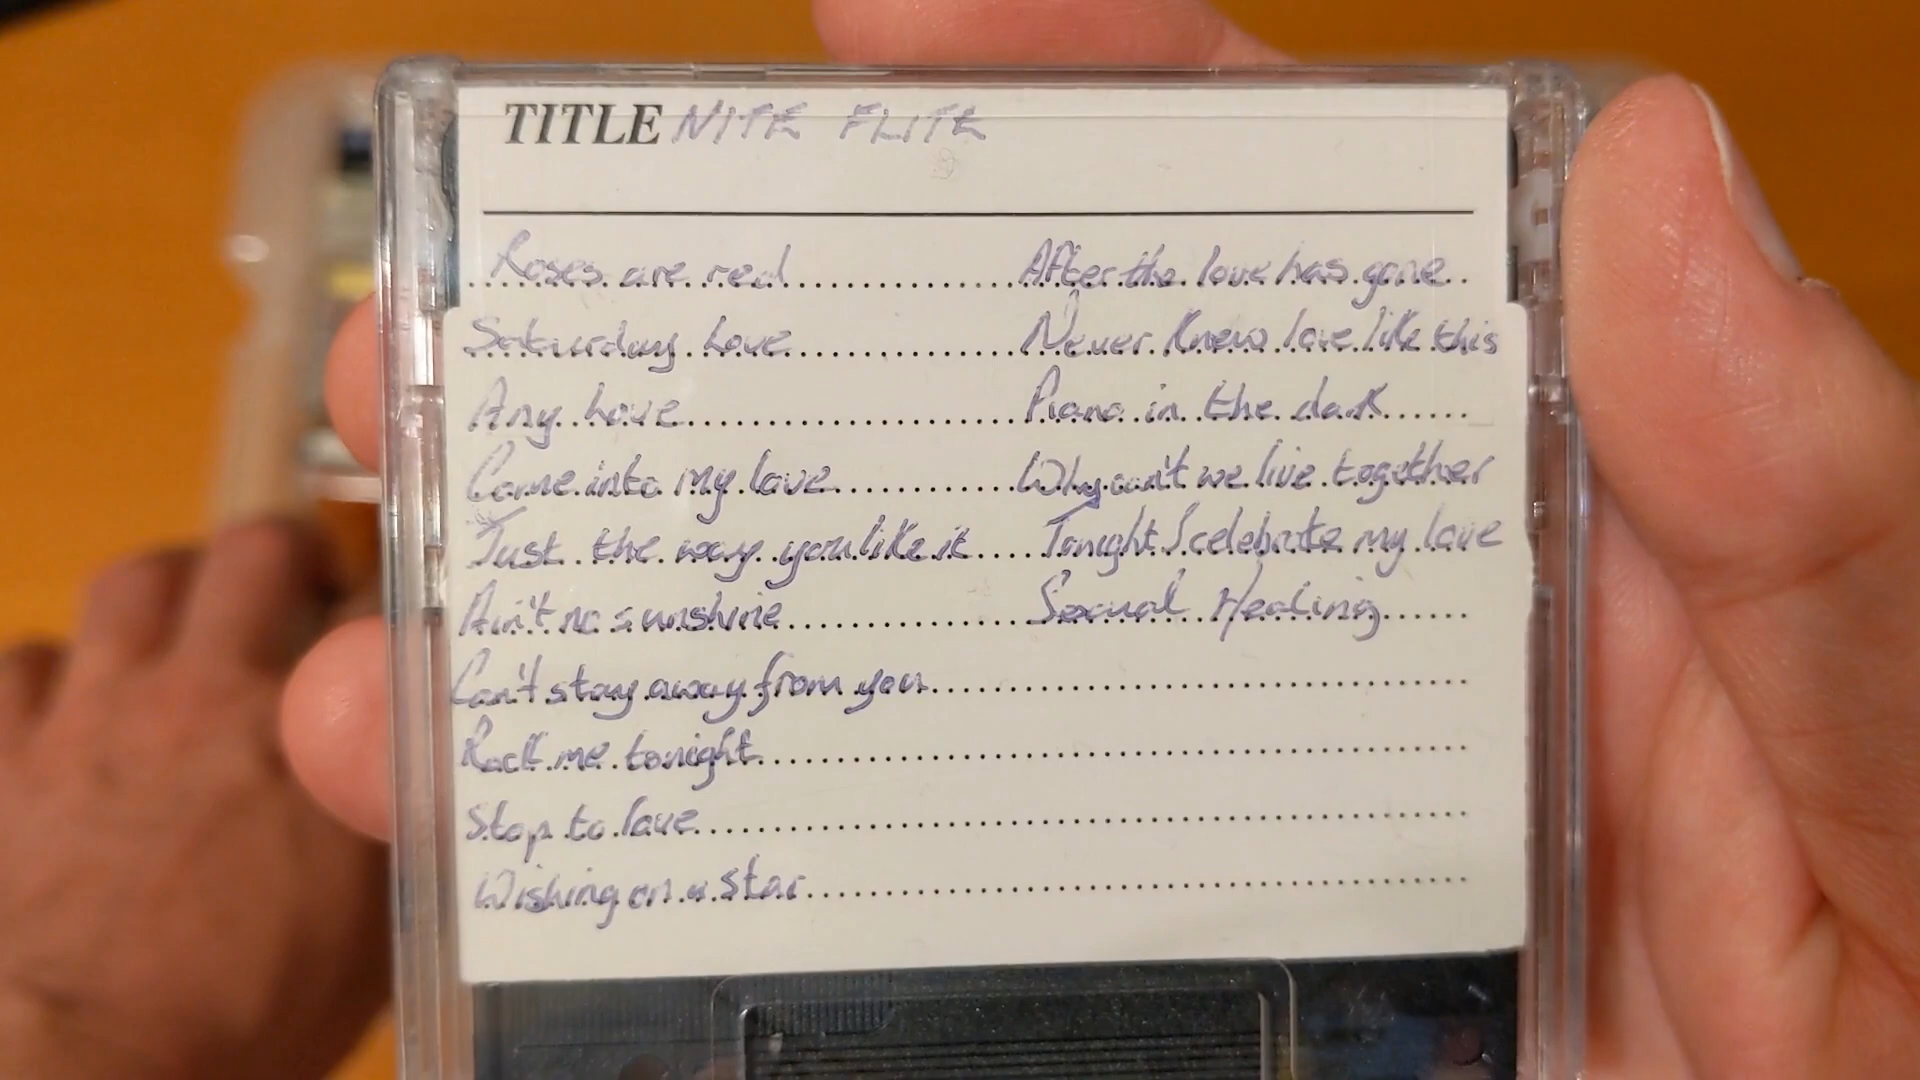 TITLE NITE FLITE
Roses are red
Saturday Love
Any Love
Come into my love
Just the way you like it
Ain't no sunshine
Can't stay away from you
Rock me tonight
Stop to love
Wishing on a star
After the love has gone
Never knew love like this
Piano in the dark
Why can't we live together
Tonight I celebrate my love
Sexual Healing